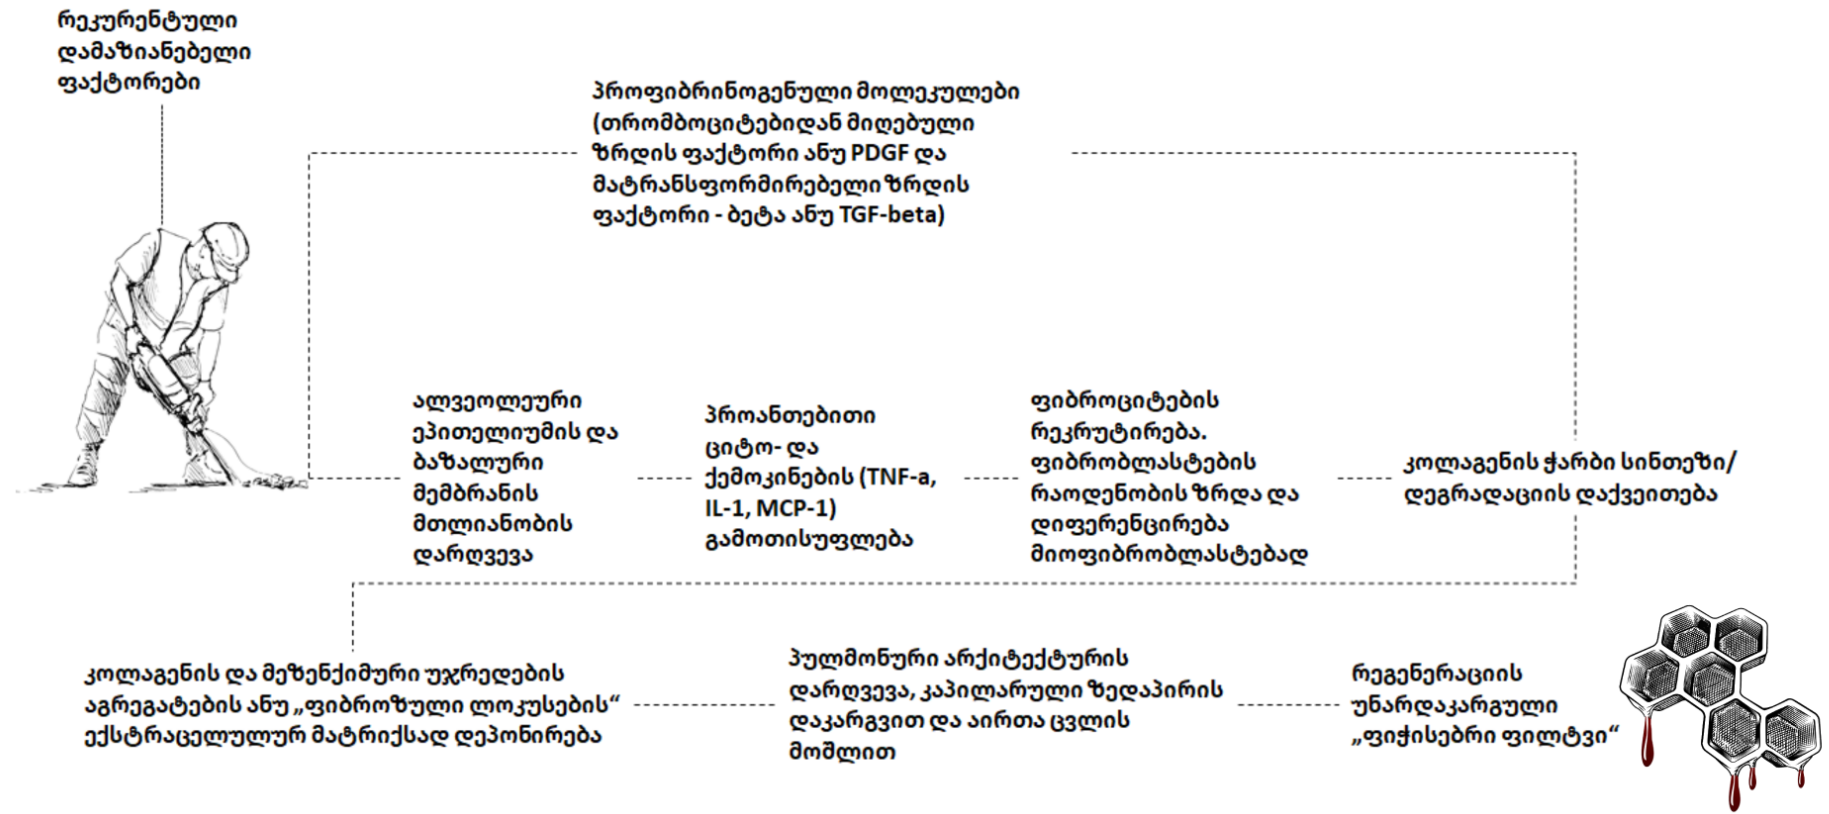 რეკურენტული
დამაზიანებელი
ფაქტორები
პროფიბრინოგენული მოლეკულები
(თრომბოციტებიდან მიღებული
ზრდის ფაქტორი ანუ PDGF და
მატრანსფორმირებელი ზრდის
ფაქტორი - ბეტა ანუ TGF-beta)
ალვეოლეური
ეპითელიუმის და
ბაზალური
მემბრანის
მთლიანობის
დარღვევა
პროანთებითი
ციტო- და
ქემოკინების (TNF-a,
IL-1, MCP-1)
გამოთისუფლება
ფიბროციტების
რეკრუტირება.
ფიბრობლასტების
რაოდენობის ზრდა და
დიფერენცირება
მიოფიბრობლასტებად
კოლაგენის ჭარბი სინთეზი/
დეგრადაციის დაქვეითება
კოლაგენის და მეზენქიმური უჯრედების
აგრეგატების ანუ „ფიბროზული ლოკუსების“
ექსტრაცელულურ მატრიქსად დეპონირება
პულმონური არქიტექტურის
დარღვევა, კაპილარული ზედაპირის
დაკარგვით და აირთა ცვლის
მოშლით
რეგენერაციის
უნარდაკარგული
„ფიჭისებრი ფილტვი“